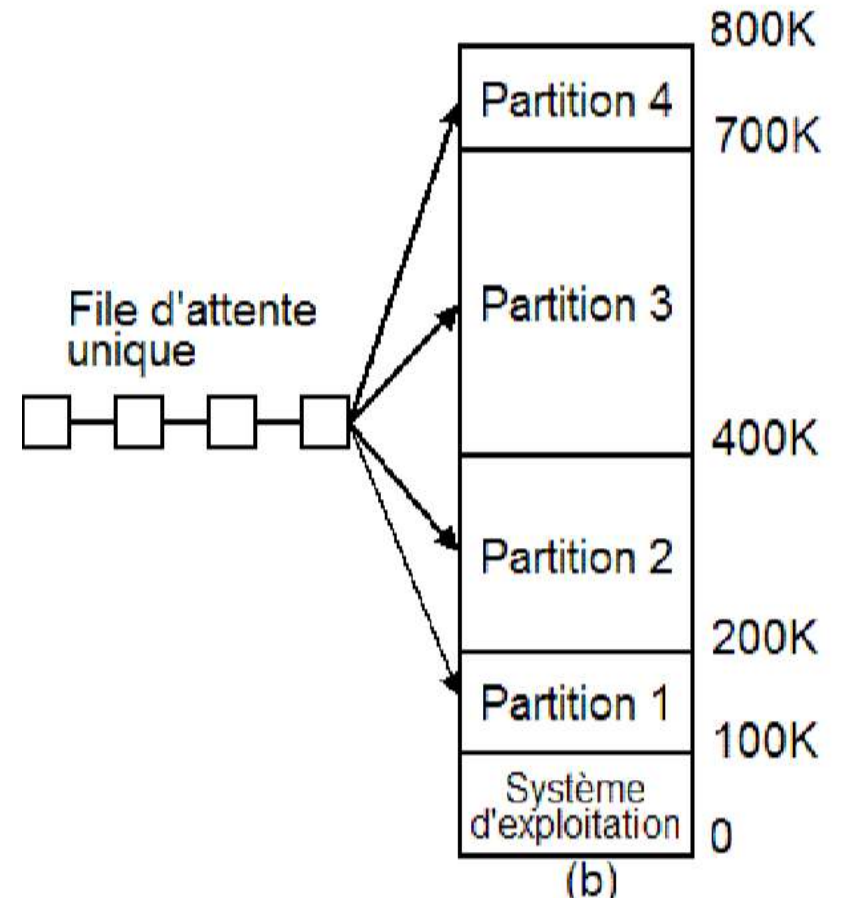 800K
Partition 4
700K
Partition 3
File d'attente
unique
400K
Partition 2
200K
Partition 1
100K
Système
d'exploitation
0
(b)